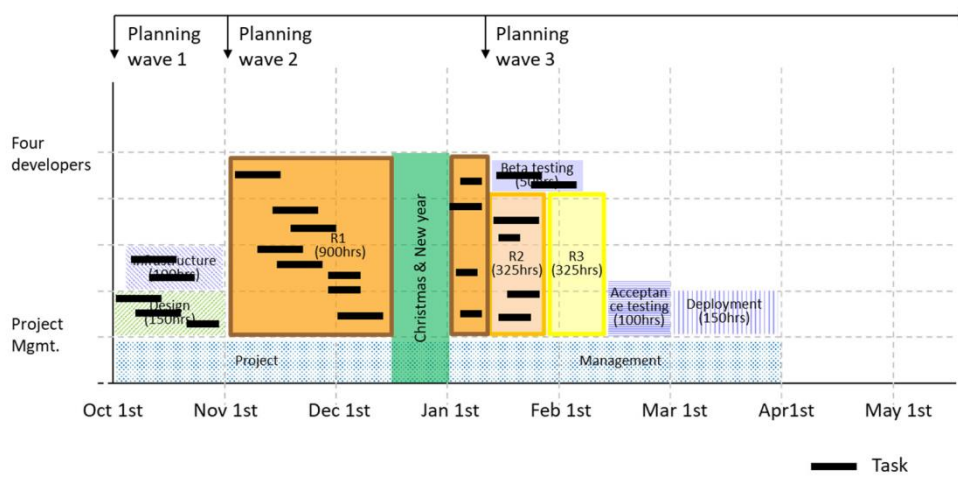 Planning
wave 1
Planning
wave 2
Planning
wave 3
Four
developers
Beta testing
(50hrs)
Christmas & New year
R1
(900hrs)
R2
(325hrs)
R3
(325hrs)
Infrastructure
(100hrs)
Design
(150hrs)
Acceptan
ce testing
(100hrs)
Deployment
(150hrs)
Project
Mgmt.
Project
Management
Oct 1st
Nov 1st
Dec 1st
Jan 1st
Feb 1st
Mar 1st
Apr1st
May 1st
Task